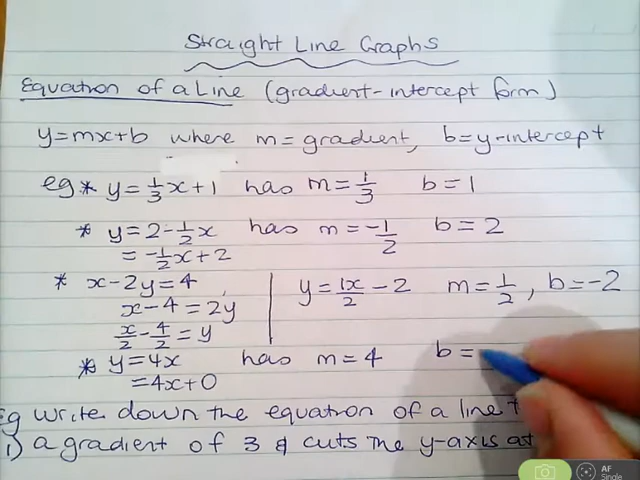 Straight Line Graphs
Equation of a Line (gradient-intercept form)
y=mx+b where m=gradient, b=y-intercept
eg * y=1/3x+1 has m=1/3 b=1
* y=2-1/2x has m=-1/2 b=2
=-1/2x+2
* x-2y=4
x-4=2y
x/2-4/2=y
y=1x/2-2 m=1/2, b=-2
* y=4x has m=4 b=
=4x+0
eg write down the equation of a line
1) a gradient of 3 & cuts the y-axis at
AF
Single